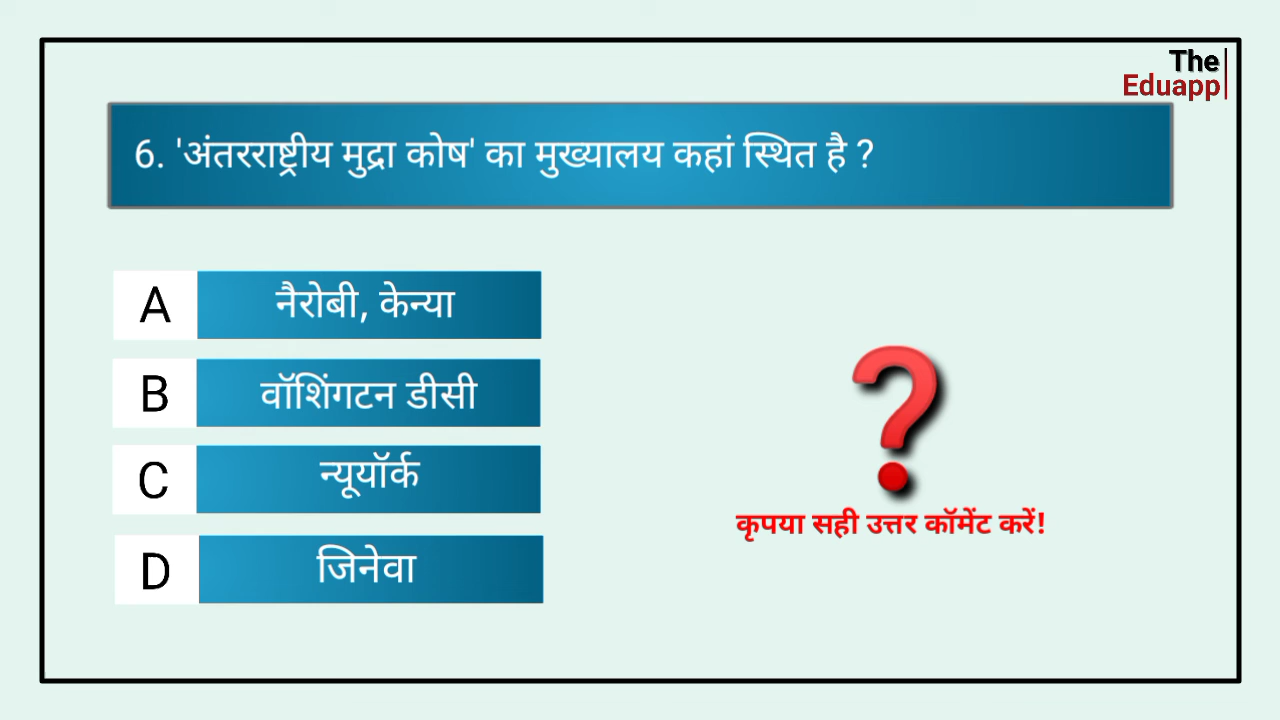 The
Eduapp
6. 'अंतरराष्ट्रीय मुद्रा कोष' का मुख्यालय कहां स्थित है ?
A नैरोबी, केन्या
B वॉशिंगटन डीसी
C न्यूयॉर्क
D जिनेवा
कृपया सही उत्तर कॉमेंट करें!